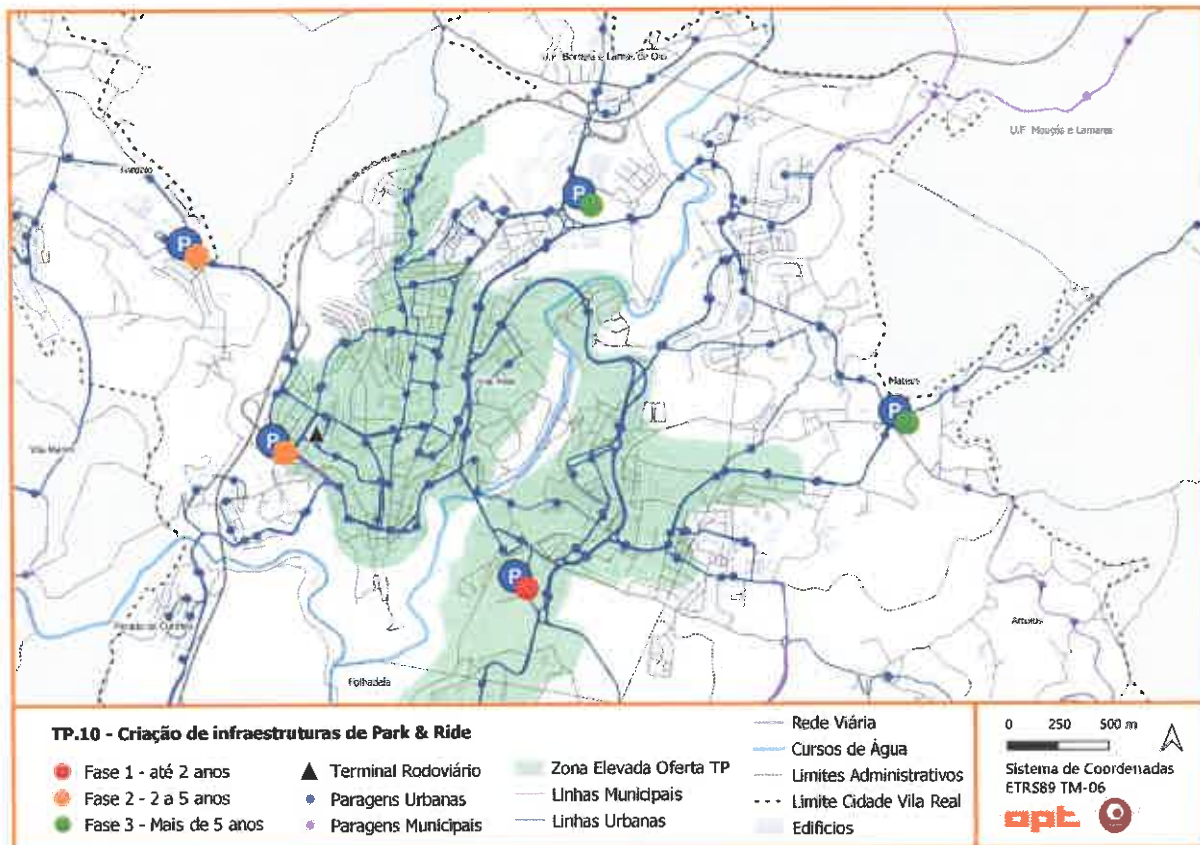 U.F Borbela e Lamas de Olo
U.F Mouçós e Lamares
P
P
Mateus
P
P
Vila Marim
P
Arroios
Folhadela
TP.10 - Criação de infraestruturas de Park & Ride
Fase 1 - até 2 anos
Fase 2 - 2 a 5 anos
Fase 3 - Mais de 5 anos
Terminal Rodoviário
Paragens Urbanas
Paragens Municipais
Zona Elevada Oferta TP
Linhas Municipais
Linhas Urbanas
Rede Viária
Cursos de Água
Limites Administrativos
Limite Cidade Vila Real
Edifícios
0 250 500 m
Sistema de Coordenadas
ETRS89 TM-06
opt